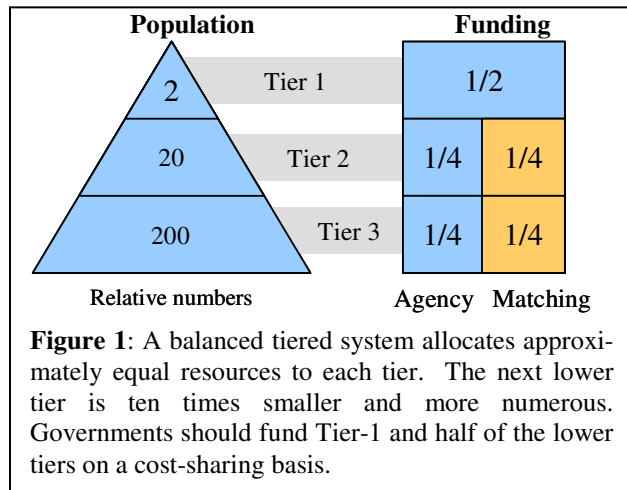 Population Funding
2 Tier 1 1/2
20 Tier 2 1/4 1/4
200 Tier 3 1/4 1/4
Relative numbers Agency Matching
Figure 1: A balanced tiered system allocates approxi-
mately equal resources to each tier. The next lower
tier is ten times smaller and more numerous.
Governments should fund Tier-1 and half of the lower
tiers on a cost-sharing basis.